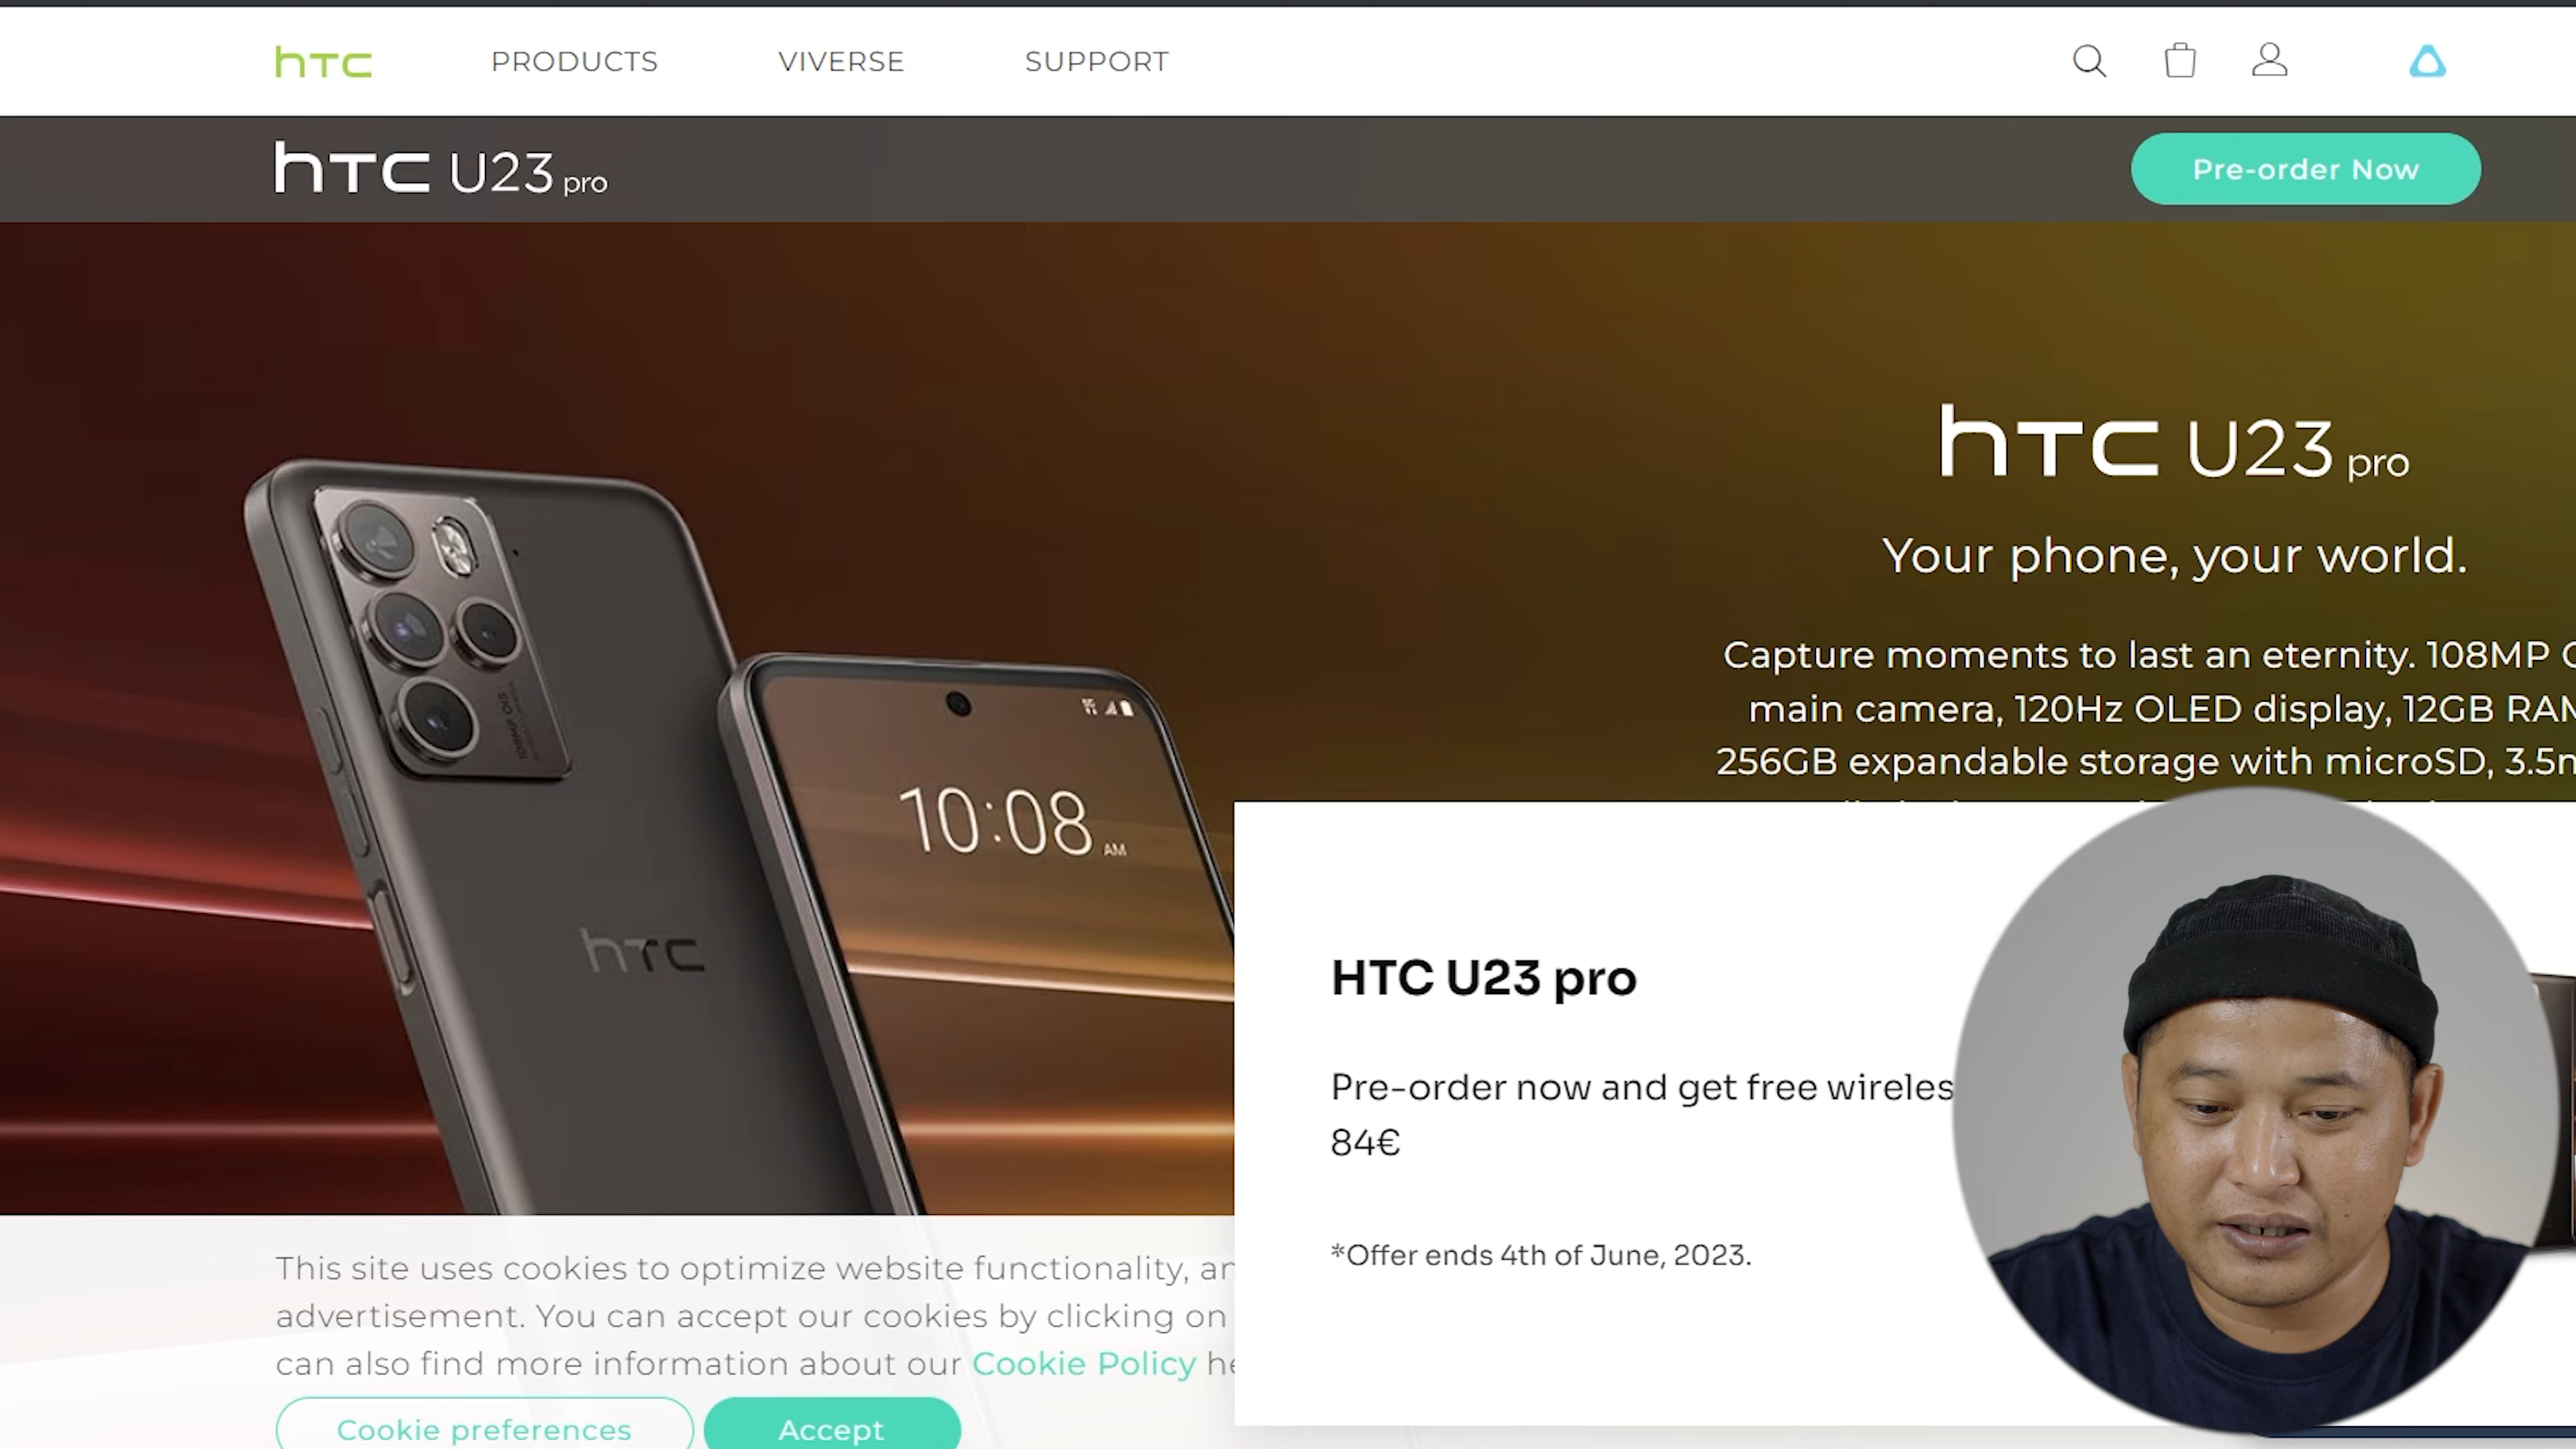 hTC
PRODUCTS
VIVERSE
SUPPORT
hTC U23 pro
Pre-order Now
hTC U23 pro
Your phone, your world.
Capture moments to last an eternity. 108MP
main camera, 120Hz OLED display, 12GB
256GB expandable storage with microSD,
108MP OIS
10:08 AM
hTC
HTC U23 pro
Pre-order now and get free
84€
*Offer ends 4th of June, 2023.
This site uses cookies to optimize website functionality,
advertisement. You can accept our cookies by clicking on
can also find more information about our Cookie Policy
Cookie preferences
Accept